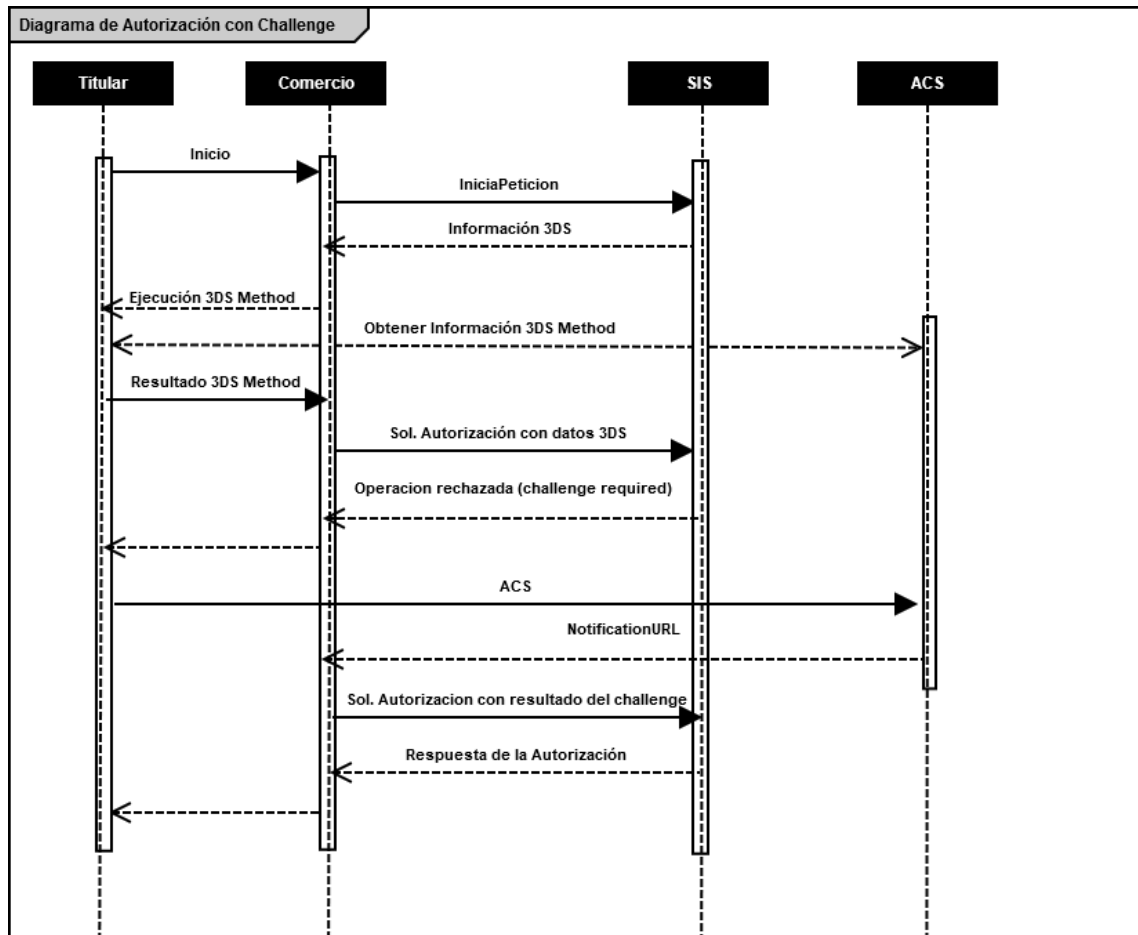 Diagrama de Autorización con Challenge
Titular Comercio SIS ACS
Inicio
IniciaPeticion
Información 3DS
Ejecución 3DS Method
Obtener Información 3DS Method
Resultado 3DS Method
Sol. Autorización con datos 3DS
Operacion rechazada (challenge required)
ACS
NotificationURL
Sol. Autorizacion con resultado del challenge
Respuesta de la Autorización